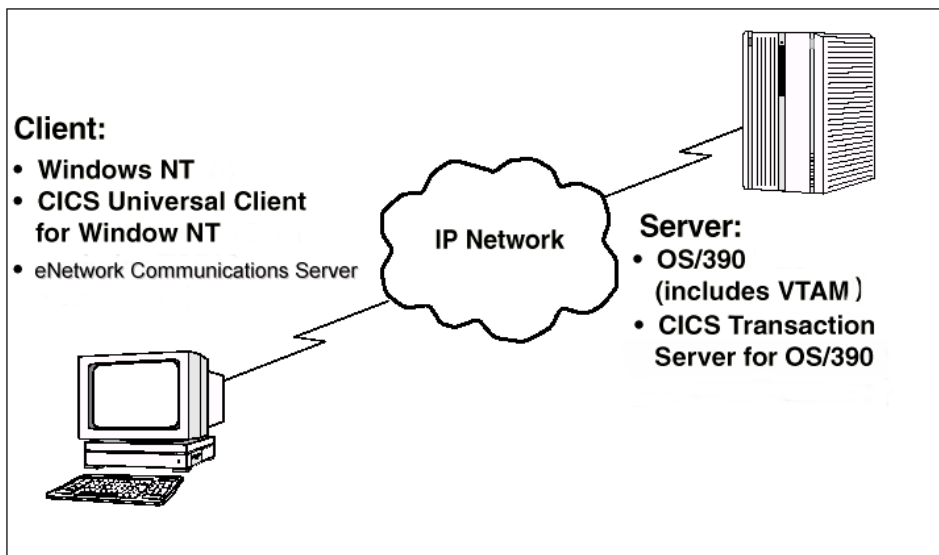 Client:
• Windows NT
• CICS Universal Client
for Window NT
• eNetwork Communications Server
IP Network
Server:
• OS/390
(includes VTAM)
• CICS Transaction
Server for OS/390